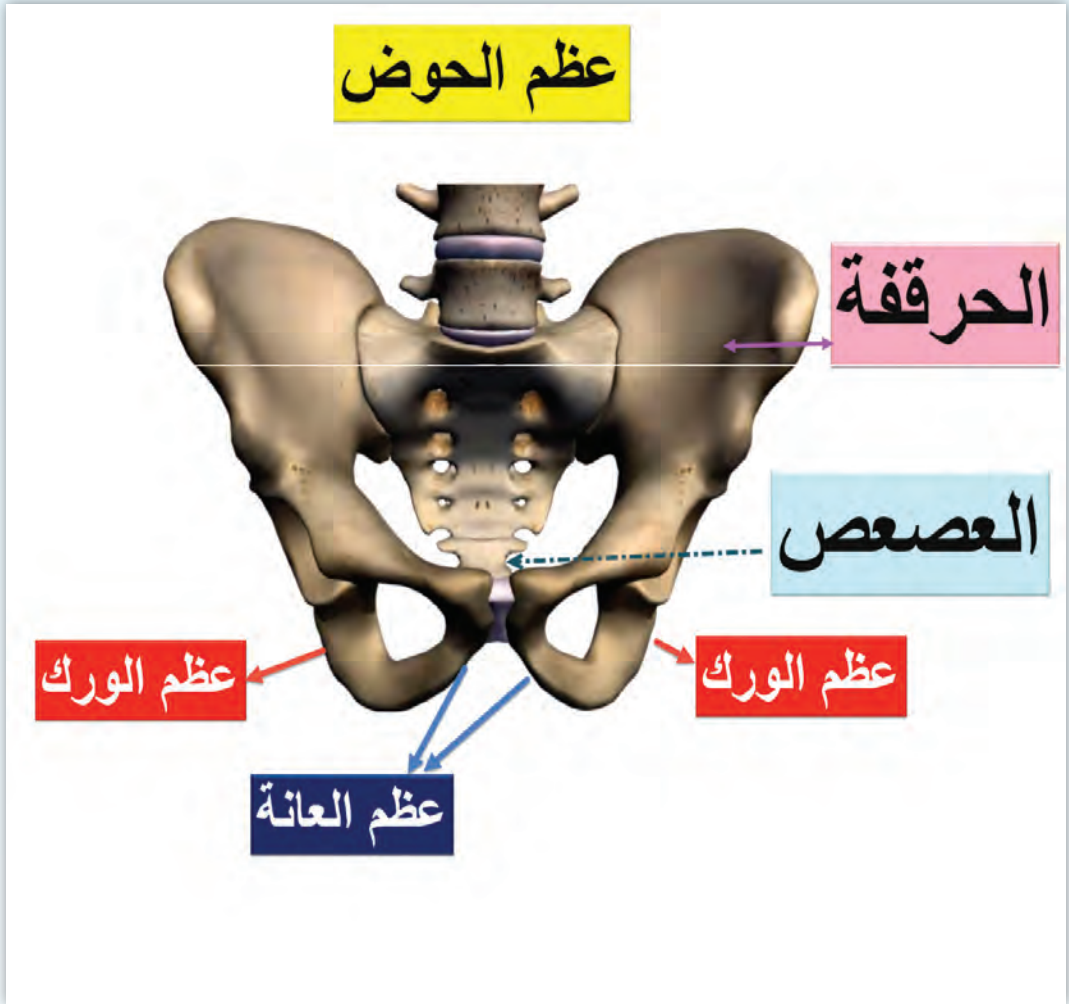 عظم الحوض
الحرقفة
العصعص
عظم الورك
عظم الورك
عظم العانة